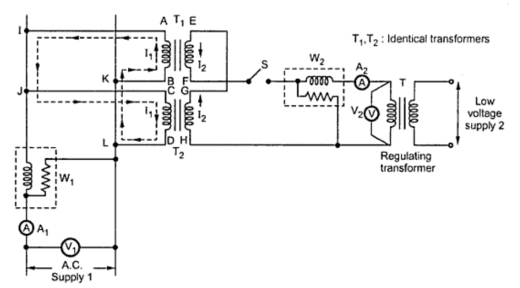 I A T₁ E
T₁,T₂ : Identical transformers
I₁ I₂
S W₂
A₂
K B F
A T
J C G
V₂ V
Low
voltage
supply 2
I₁ I₂
L D H
T₂
Regulating
transformer
W₁
A A₁
V₁
A.C.
Supply 1